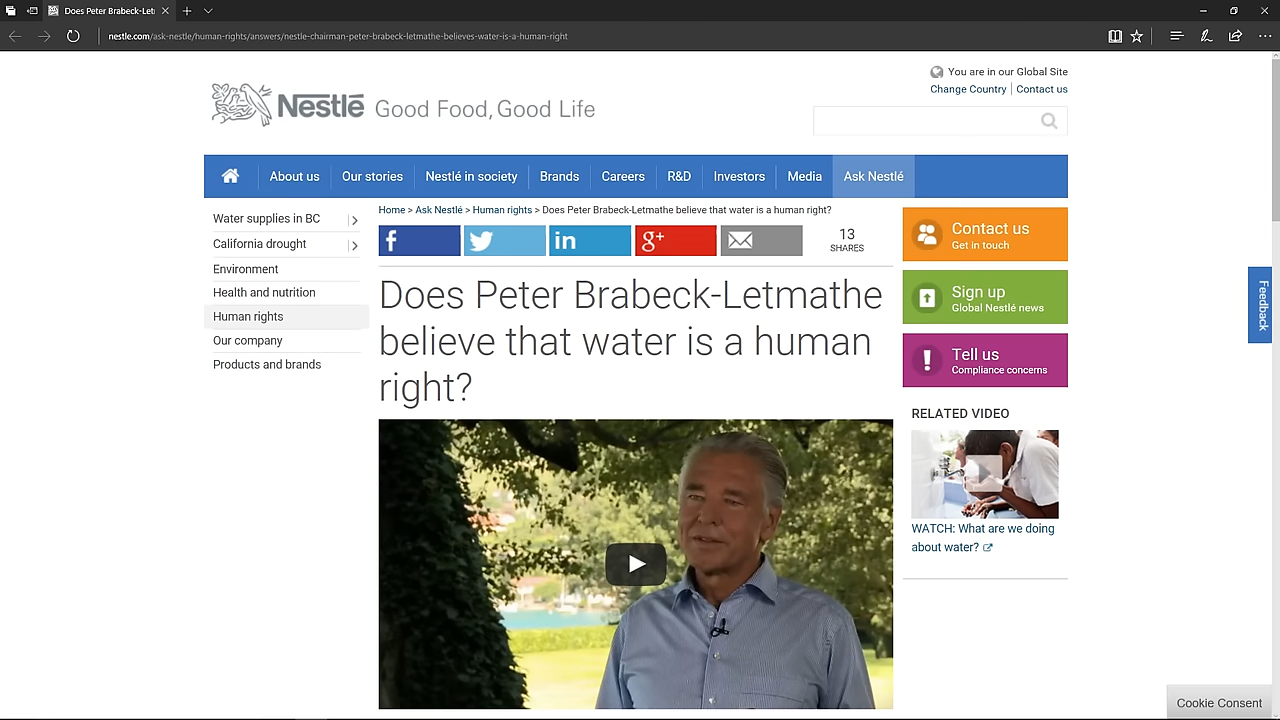 Does Peter Brabeck-Let
nestle.com/ask-nestle/human-rights/answers/nestle-chairman-peter-brabeck-letmathe-believes-water-is-a-human-right
You are in our Global Site
Change Country | Contact us
Nestlé Good Food, Good Life
About us Our stories Nestlé in society Brands Careers R&D Investors Media Ask Nestlé
Water supplies in BC
California drought
Environment
Health and nutrition
Human rights
Our company
Products and brands
Home > Ask Nestlé > Human rights > Does Peter Brabeck-Letmathe believe that water is a human right?
f in g+ 13
SHARES
Does Peter Brabeck-Letmathe
believe that water is a human
right?
Contact us
Get in touch
Sign up
Global Nestlé news
Tell us
Compliance concerns
RELATED VIDEO
WATCH: What are we doing
about water?
Feedback
Cookie Consent